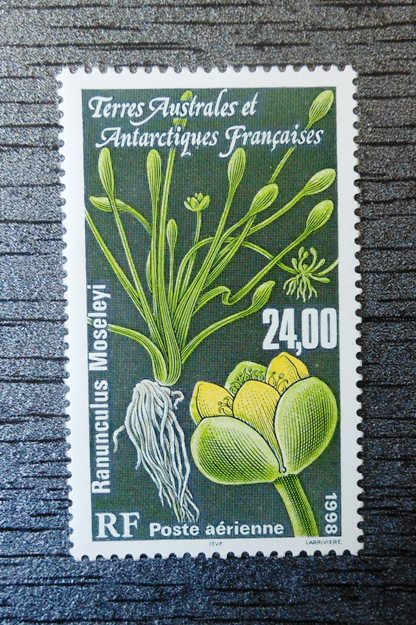 Terres Australes et
Antarctiques Françaises
24,00
Ranunculus Moseleyi
1998
RF Poste aérienne
ITVF LARRIVIERE